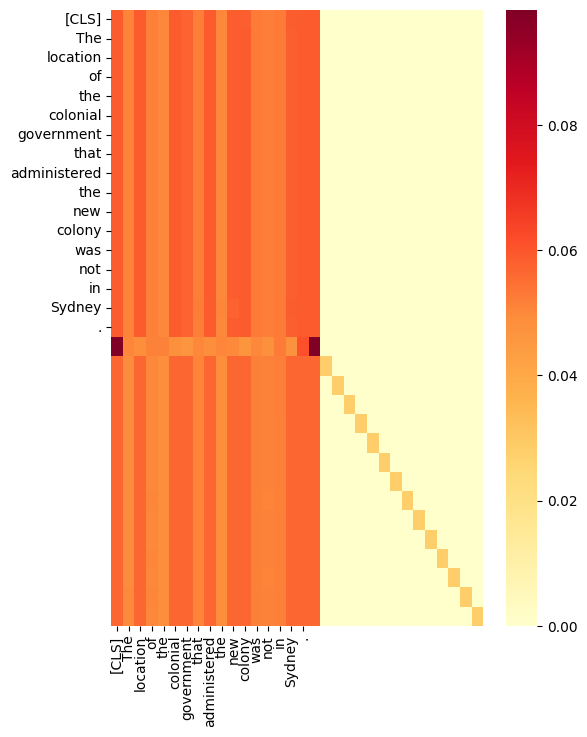 [CLS]
The
location
of
the
colonial
government
that
administered
the
new
colony
was
not
in
Sydney
.
0.08
0.06
0.04
0.02
0.00
[CLS]
The
location
of
the
colonial
government
that
administered
the
new
colony
was
not
in
Sydney
.